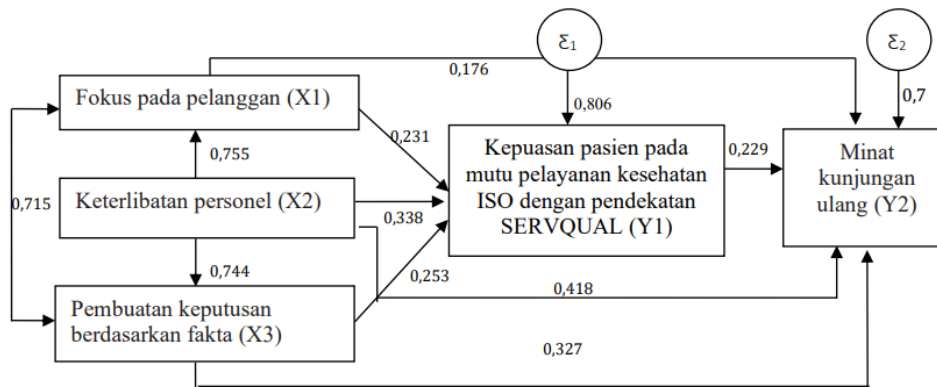 Ɛ1
Ɛ2
0,176
Fokus pada pelanggan (X1)
0,806
0,7
0,231
0,755
Kepuasan pasien pada
mutu pelayanan kesehatan
ISO dengan pendekatan
SERVQUAL (Y1)
0,229
Minat
kunjungan
ulang (Y2)
0,715
Keterlibatan personel (X2)
0,338
0,744
0,253
0,418
Pembuatan keputusan
berdasarkan fakta (X3)
0,327